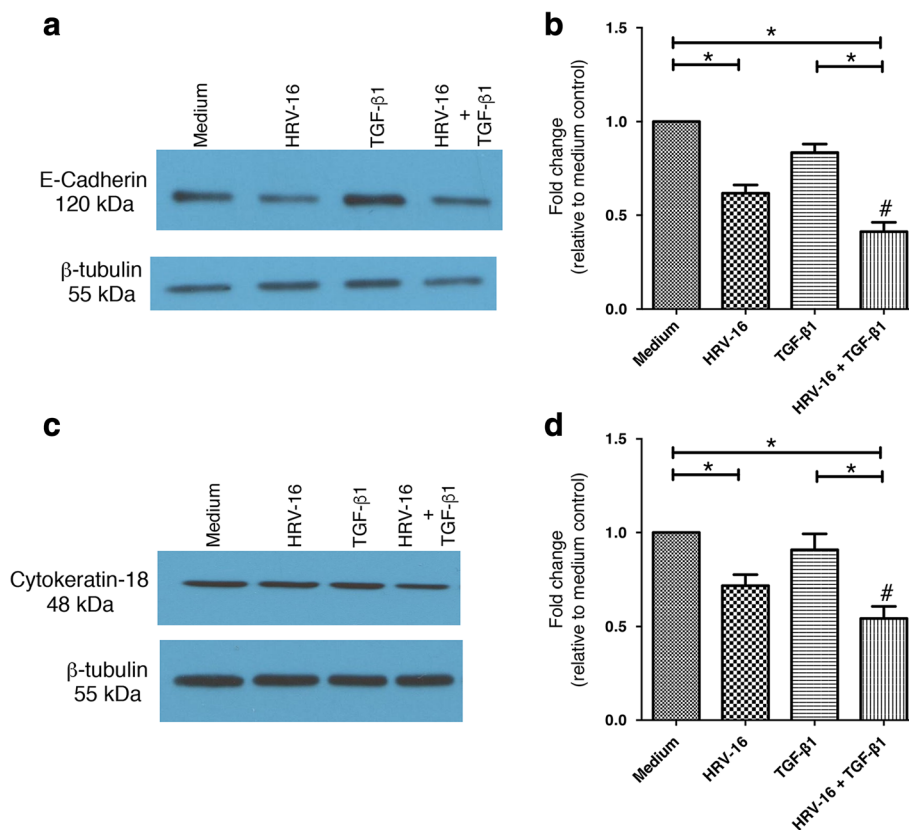 a
Medium
HRV-16
TGF-β1
HRV-16
+
TGF-β1
E-Cadherin
120 kDa
β-tubulin
55 kDa
b
Fold change
(relative to medium control)
1.5
1.0
0.5
0.0
*
*
*
#
Medium
HRV-16
TGF-β1
HRV-16 + TGF-β1
c
Medium
HRV-16
TGF-β1
HRV-16
+
TGF-β1
Cytokeratin-18
48 kDa
β-tubulin
55 kDa
d
Fold change
(relative to medium control)
1.5
1.0
0.5
0.0
*
*
*
#
Medium
HRV-16
TGF-β1
HRV-16 + TGF-β1